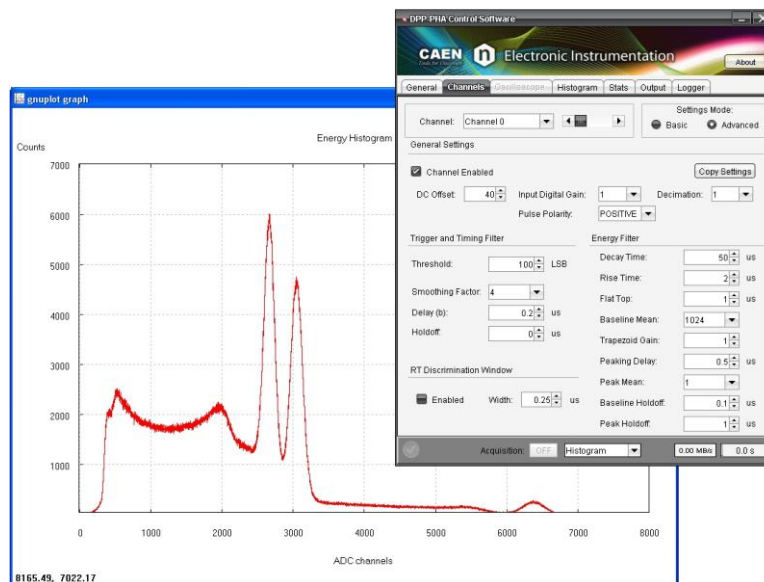 DPP-PHA Control Software
CAEN n Electronic Instrumentation
Tools for Discovery
About
General Channels Oscilloscope Histogram Stats Output Logger
Channel: Channel 0
Settings Mode:
Basic Advanced
General Settings
Channel Enabled Copy Settings
DC Offset: 40 Input Digital Gain: 1 Decimation: 1
Pulse Polarity: POSITIVE
Trigger and Timing Filter
Threshold: 100 LSB
Smoothing Factor: 4
Delay (b): 0.2 us
Holdoff: 0 us
RT Discrimination Window
Enabled Width: 0.25 us
Energy Filter
Decay Time: 50 us
Rise Time: 2 us
Flat Top: 1 us
Baseline Mean: 1024
Trapezoid Gain: 1
Peaking Delay: 0.5 us
Peak Mean: 1
Baseline Holdoff: 0.1 us
Peak Holdoff: 1 us
Acquisition: OFF Histogram 0.00 MB/s 0.0 s
gnuplot graph
Energy Histogram
Counts
7000
6000
5000
4000
3000
2000
1000
0 1000 2000 3000 4000 5000 6000 7000 8000
ADC channels
8165.49, 7022.17